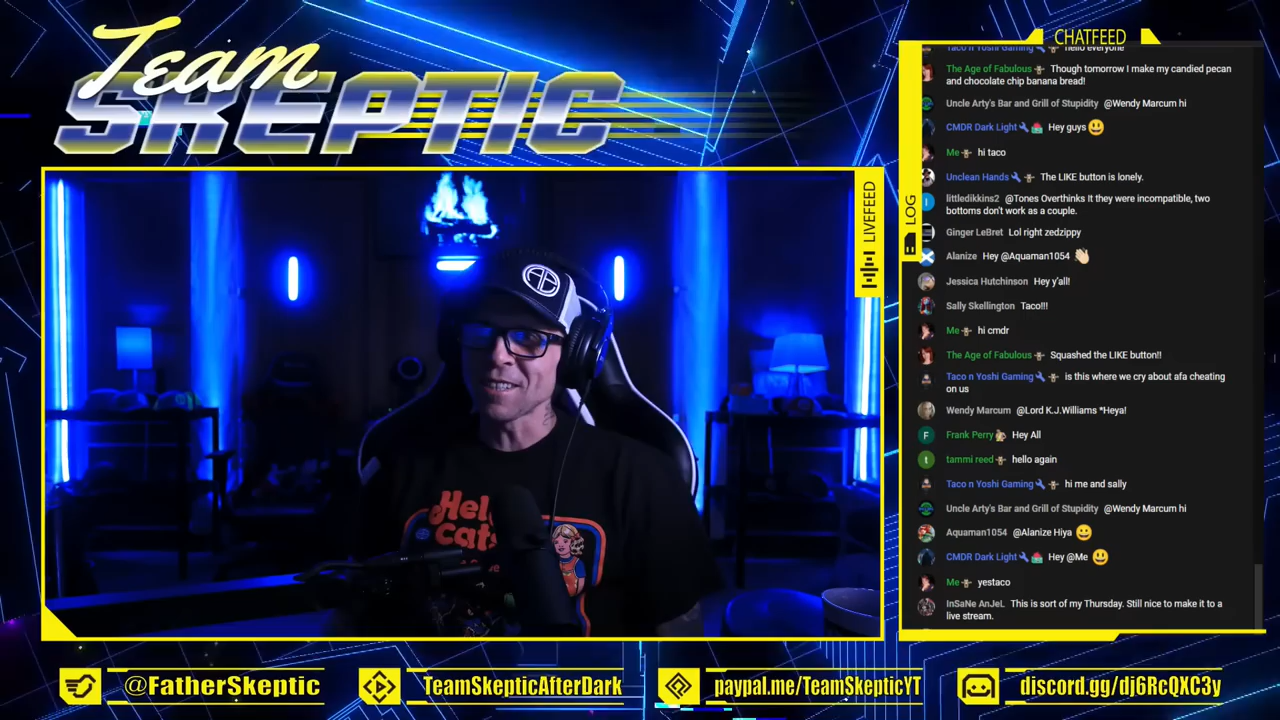 Team
SKEPTIC
LIVEFEED
Hello
cats
CHATFEED
LOG
Taco n Yoshi Gaming hello everyone
The Age of Fabulous Though tomorrow I make my candied pecan
and chocolate chip banana bread!
Uncle Arty's Bar and Grill of Stupidity @Wendy Marcum hi
CMDR Dark Light Hey guys 😃
Me hi taco
Unclean Hands The LIKE button is lonely.
littledikkins2 @Tones Overthinks It they were incompatible, two
bottoms don't work as a couple.
Ginger LeBret Lol right zedzippy
Alanize Hey @Aquaman1054 👋🏻
Jessica Hutchinson Hey y'all!
Sally Skellington Taco!!!
Me hi cmdr
The Age of Fabulous Squashed the LIKE button!!
Taco n Yoshi Gaming is this where we cry about afa cheating
on us
Wendy Marcum @Lord K.J.Williams *Heya!
Frank Perry Hey All
tammi reed hello again
Taco n Yoshi Gaming hi me and sally
Uncle Arty's Bar and Grill of Stupidity @Wendy Marcum hi
Aquaman1054 @Alanize Hiya 😀
CMDR Dark Light Hey @Me 😃
Me yestaco
InSaNe AnJeL This is sort of my Thursday. Still nice to make it to a
live stream.
@FatherSkeptic
TeamSkepticAfterDark
paypal.me/TeamSkepticYT
discord.gg/dj6RcQXC3y